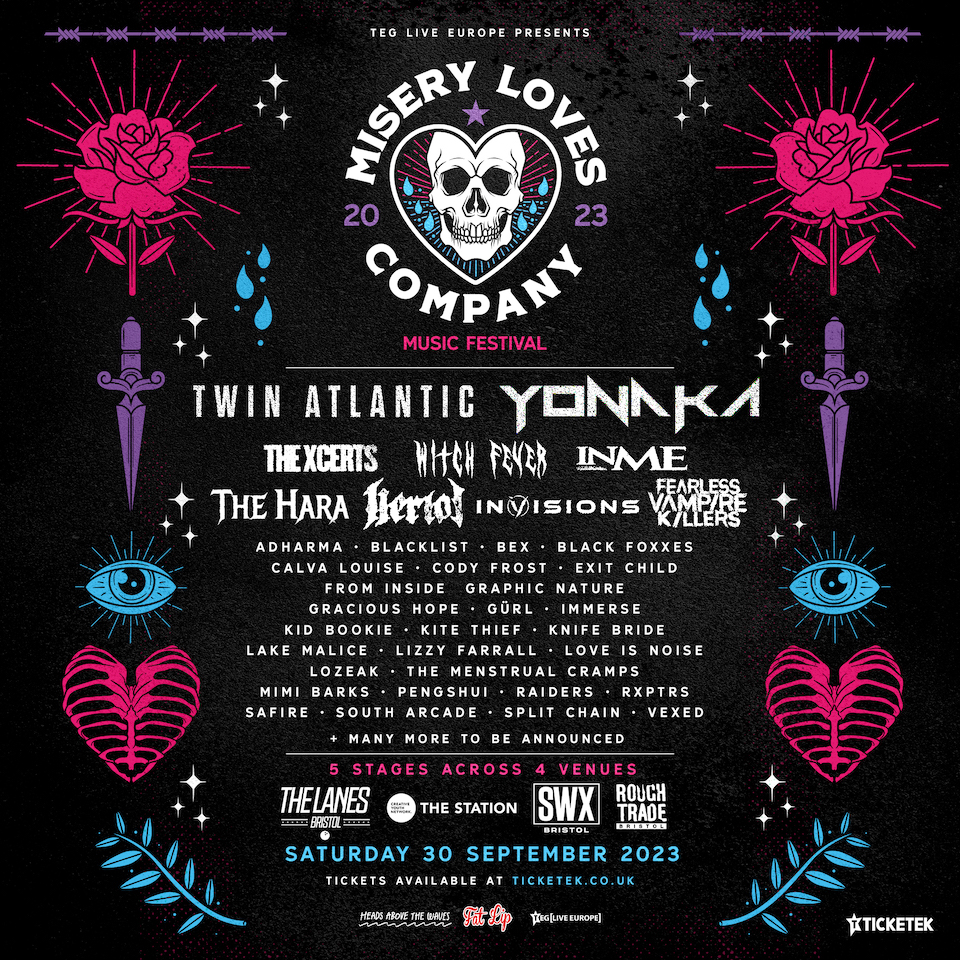 TEG LIVE EUROPE PRESENTS
MISERY LOVES
20 23
COMPANY
MUSIC FESTIVAL
TWIN ATLANTIC YONAKA
THE XCERTS WITCH FEVER INME
THE HARA Heriot INVISIONS FEARLESS VAMPIRE KILLERS
ADHARMA · BLACKLIST · BEX · BLACK FOXXES
CALVA LOUISE · CODY FROST · EXIT CHILD
FROM INSIDE GRAPHIC NATURE
GRACIOUS HOPE · GÜRL · IMMERSE
KID BOOKIE · KITE THIEF · KNIFE BRIDE
LAKE MALICE · LIZZY FARRALL · LOVE IS NOISE
LOZEAK · THE MENSTRUAL CRAMPS
MIMI BARKS · PENGSHUI · RAIDERS · RXPTRS
SAFIRE · SOUTH ARCADE · SPLIT CHAIN · VEXED
+ MANY MORE TO BE ANNOUNCED
5 STAGES ACROSS 4 VENUES
THE LANES BRISTOL CREATIVE YOUTH NETWORK THE STATION SWX BRISTOL ROUGH TRADE BRISTOL
SATURDAY 30 SEPTEMBER 2023
TICKETS AVAILABLE AT TICKETEK.CO.UK
HEADS ABOVE THE WAVES Fat Lip TEG[LIVE EUROPE]
TICKETEK